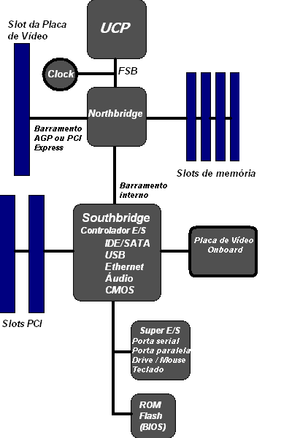 Slot da Placa
de Vídeo
UCP
Clock
FSB
Northbridge
Barramento
AGP ou PCI
Express
Slots de memória
Barramento
interno
Southbridge
Controlador E/S
IDE/SATA
USB
Ethernet
Áudio
CMOS
Placa de Vídeo
Onboard
Slots PCI
Super E/S
Porta serial
Porta paralela
Drive / Mouse
Teclado
ROM
Flash
(BIOS)